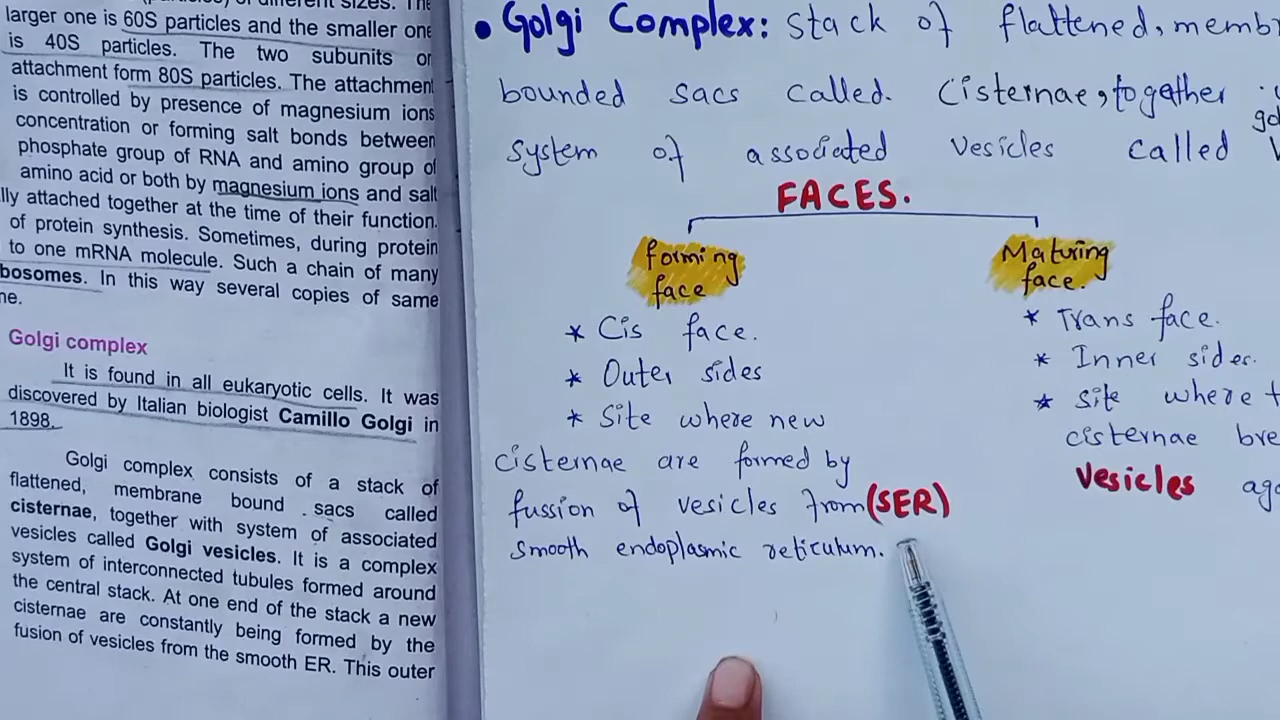 (particles) of different sizes. The
larger one is 60S particles and the smaller one
is 40S particles. The two subunits on
attachment form 80S particles. The attachment
is controlled by presence of magnesium ions
concentration or forming salt bonds between
phosphate group of RNA and amino group of
amino acid or both by magnesium ions and salt
lly attached together at the time of their function.
of protein synthesis. Sometimes, during protein
to one mRNA molecule. Such a chain of many
bosomes. In this way several copies of same
ne.
Golgi complex
It is found in all eukaryotic cells. It was
discovered by Italian biologist Camillo Golgi in
1898.
Golgi complex consists of a stack of
flattened, membrane bound sacs called
cisternae, together with system of associated
vesicles called Golgi vesicles. It is a complex
system of interconnected tubules formed around
the central stack. At one end of the stack a new
cisternae are constantly being formed by the
fusion of vesicles from the smooth ER. This outer
• Golgi Complex: stack of flattened, memb
bounded sacs called. Cisternae, together
system of associated vesicles called
FACES.
forming
face
* Cis face.
* Outer sides
* Site where new
cisternae are formed by
fussion of vesicles from (SER)
smooth endoplasmic reticulum.
Maturing
face.
* Trans face.
* Inner sides.
* Site where t
cisternae bre
vesicles ago